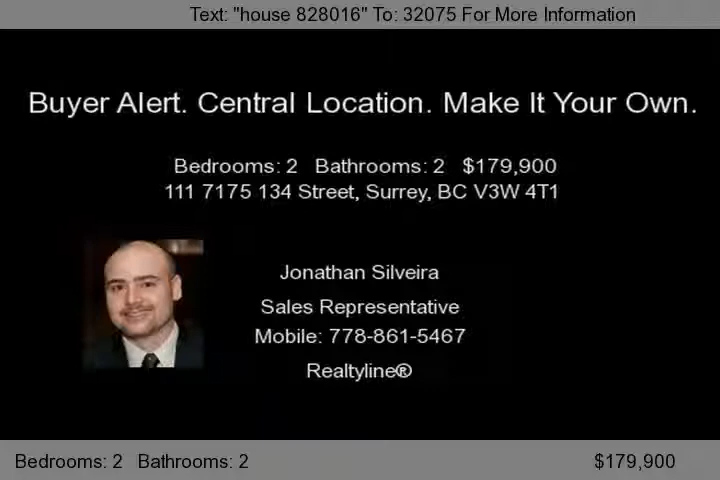 Text: "house 828016" To: 32075 For More Information
Buyer Alert. Central Location. Make It Your Own.
Bedrooms: 2 Bathrooms: 2 $179,900
111 7175 134 Street, Surrey, BC V3W 4T1
Jonathan Silveira
Sales Representative
Mobile: 778-861-5467
Realtyline®
Bedrooms: 2 Bathrooms: 2 $179,900